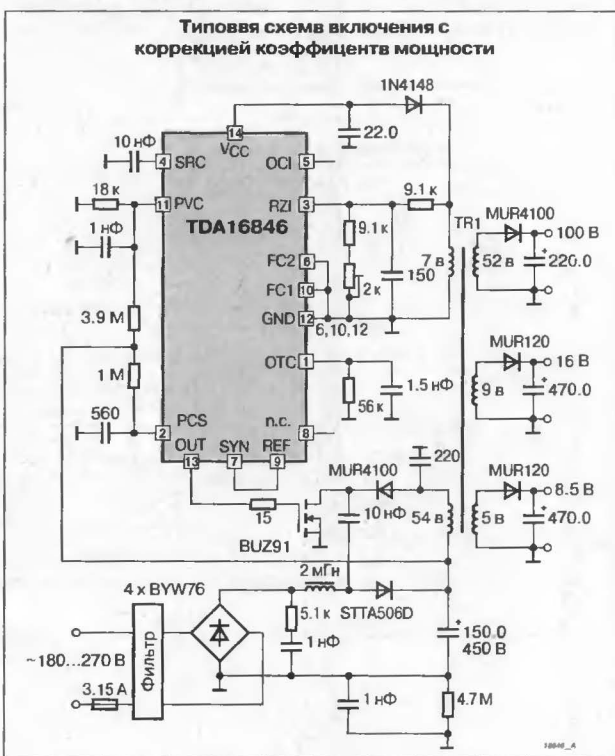 Типоввя схемв включения с
коррекцией коэффицентв мощности
1N4148
10 нФ
14
VCC
22.0
4
SRC
OCI
5
18 к
11
PVC
RZI
3
9.1 к
TDA16846
1 нФ
9.1 к
TR1
MUR4100
100 В
FC2
6
7 в
52 в
220.0
FC1
10
2 к
150
3.9 М
GND
12
6,10,12
MUR120
16 В
OTC
1
1 М
1.5 нФ
9 в
470.0
56 к
560
2
PCS
n.c.
8
OUT
SYN
REF
13
7
9
MUR4100
220
MUR120
8.5 В
15
10 нФ
54 в
5 в
470.0
BUZ91
2 мГн
4 x BYW76
STTA506D
5.1 к
150.0
450 В
~180...270 В
Фильтр
1 нФ
3.15 А
1 нФ
4.7М
16846_A